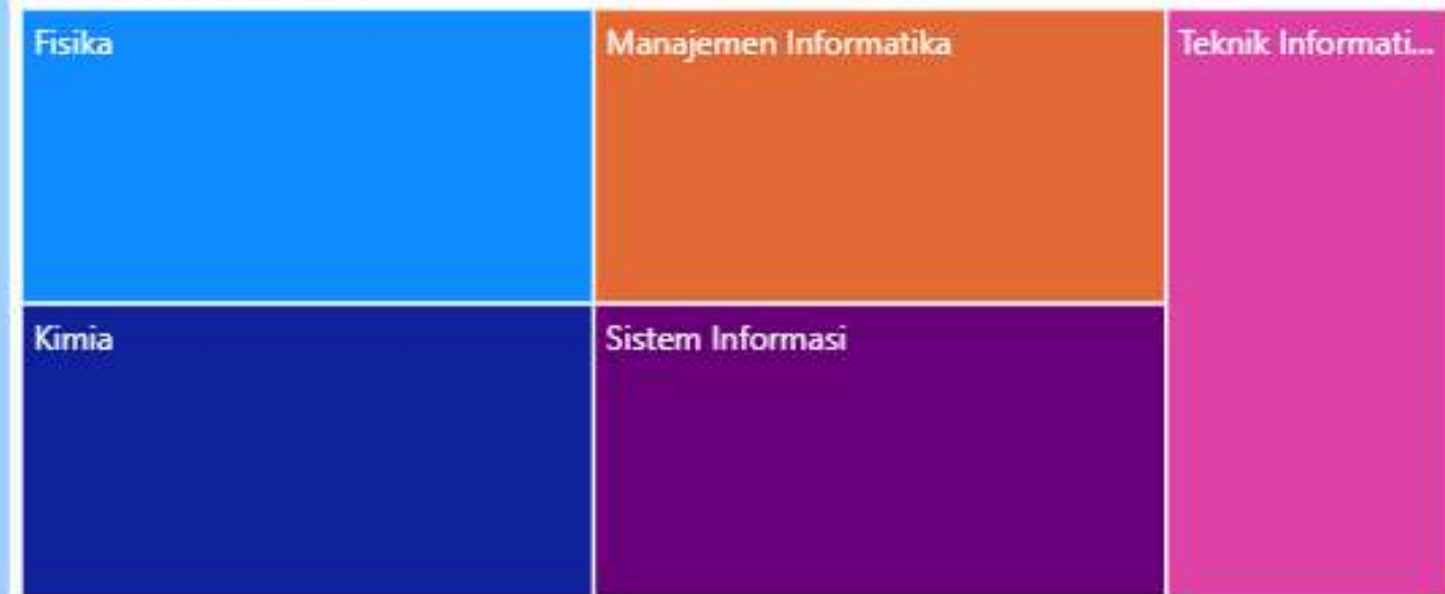 Fisika
Manajemen Informatika
Teknik Informati...
Kimia
Sistem Informasi